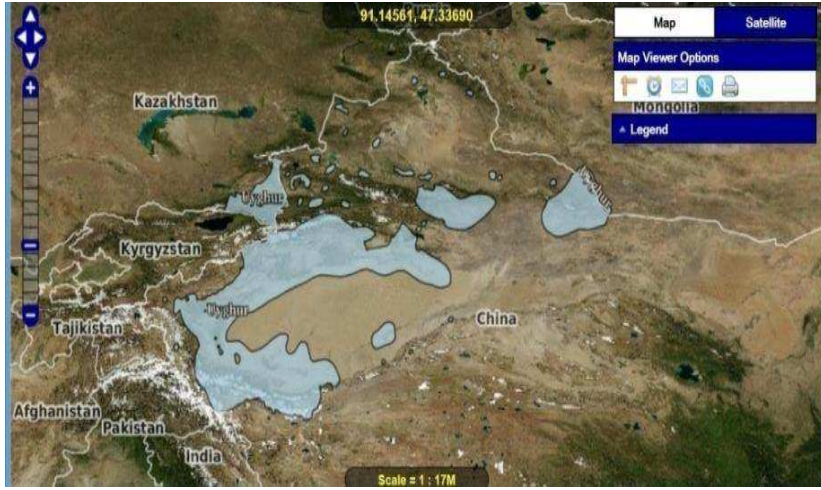 91.14561, 47.33690
Map
Satellite
Map Viewer Options
Mongolia
Legend
Kazakhstan
Uyghur
Uyghur
Kyrgyzstan
Uyghur
China
Tajikistan
Afghanistan
Pakistan
India
Scale = 1 : 17M